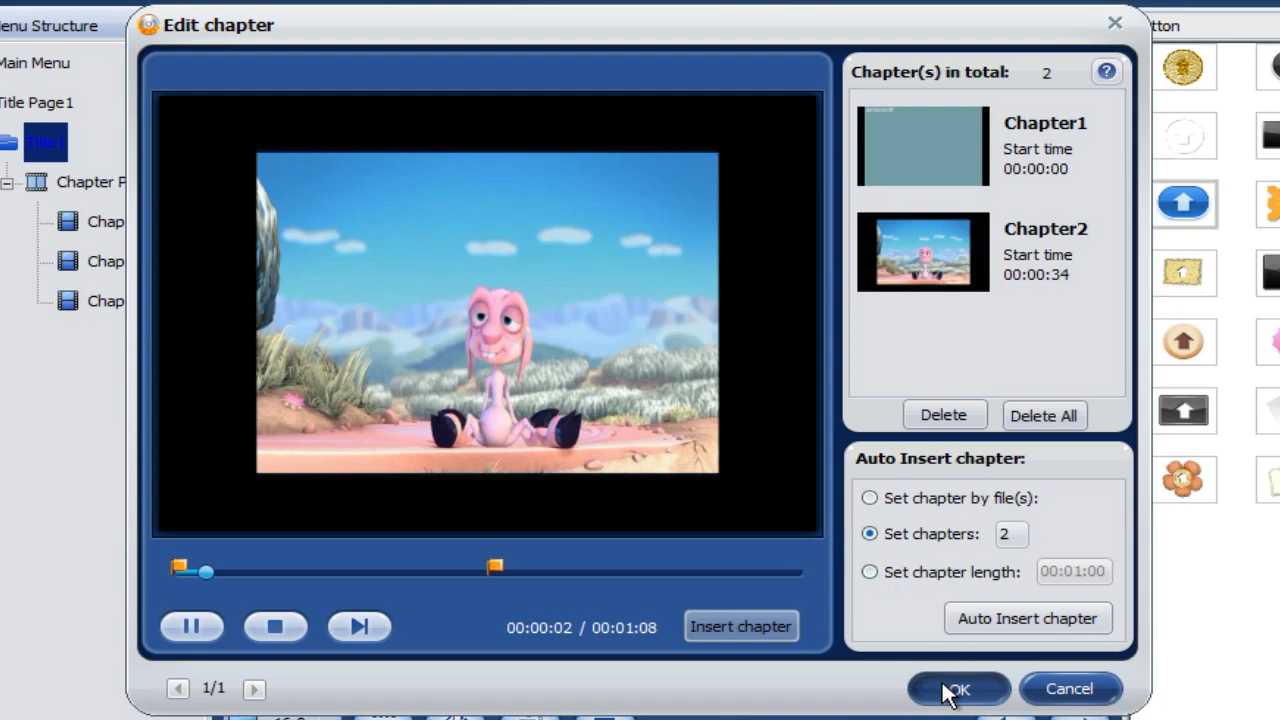 enu Structure
Edit chapter
tton
Main Menu
Title Page1
Title1
Chapter P
Chap
Chap
Chap
Chapter(s) in total: 2
Chapter1
Start time
00:00:00
Chapter2
Start time
00:00:34
Delete
Delete All
Auto Insert chapter:
Set chapter by file(s):
Set chapters: 2
Set chapter length: 00:01:00
Auto Insert chapter
00:00:02 / 00:01:08
Insert chapter
1/1
OK
Cancel